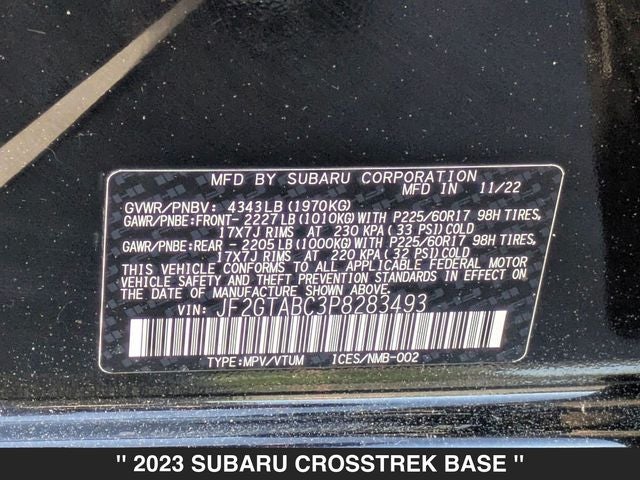 MFD BY SUBARU CORPORATION
MFD IN 11/22
GVWR/PNBV: 4343LB (1970KG)
GAWR/PNBE:FRONT- 2227LB (1010KG) WITH P225/60R17 98H TIRES,
17X7J RIMS AT 230 KPA (33 PSI) COLD
GAWR/PNBE:REAR - 2205LB (1000KG) WITH P225/60R17 98H TIRES,
17X7J RIMS AT 220 KPA (32 PSI) COLD
THIS VEHICLE CONFORMS TO ALL APPLICABLE FEDERAL MOTOR
VEHICLE SAFETY AND THEFT PREVENTION STANDARDS IN EFFECT ON
THE DATE OF MANUFACTURE SHOWN ABOVE.
VIN: JF2GTABC3P8283493
TYPE:MPV/VTUM ICES/NMB-002
" 2023 SUBARU CROSSTREK BASE "